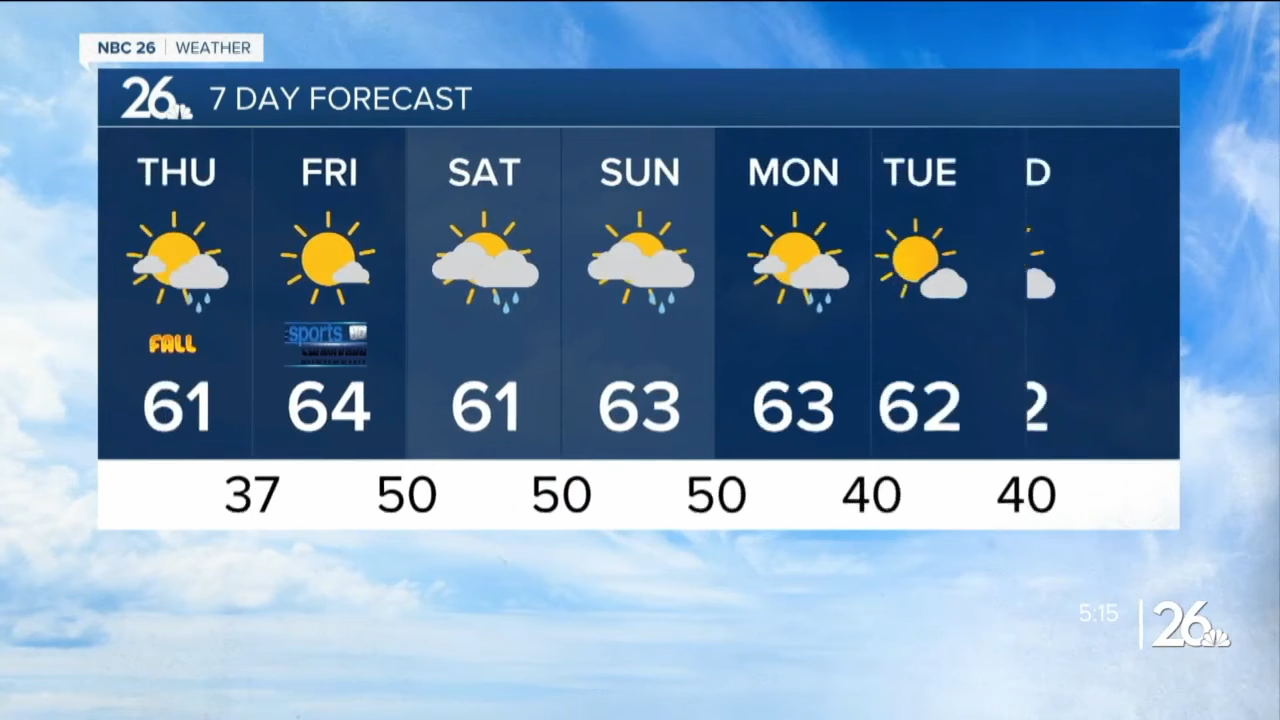 NBC 26 | WEATHER
26 7 DAY FORECAST
THU FRI SAT SUN MON TUE D
FALL sports
61 64 61 63 63 62 2
37 50 50 50 40 40
5:15 26